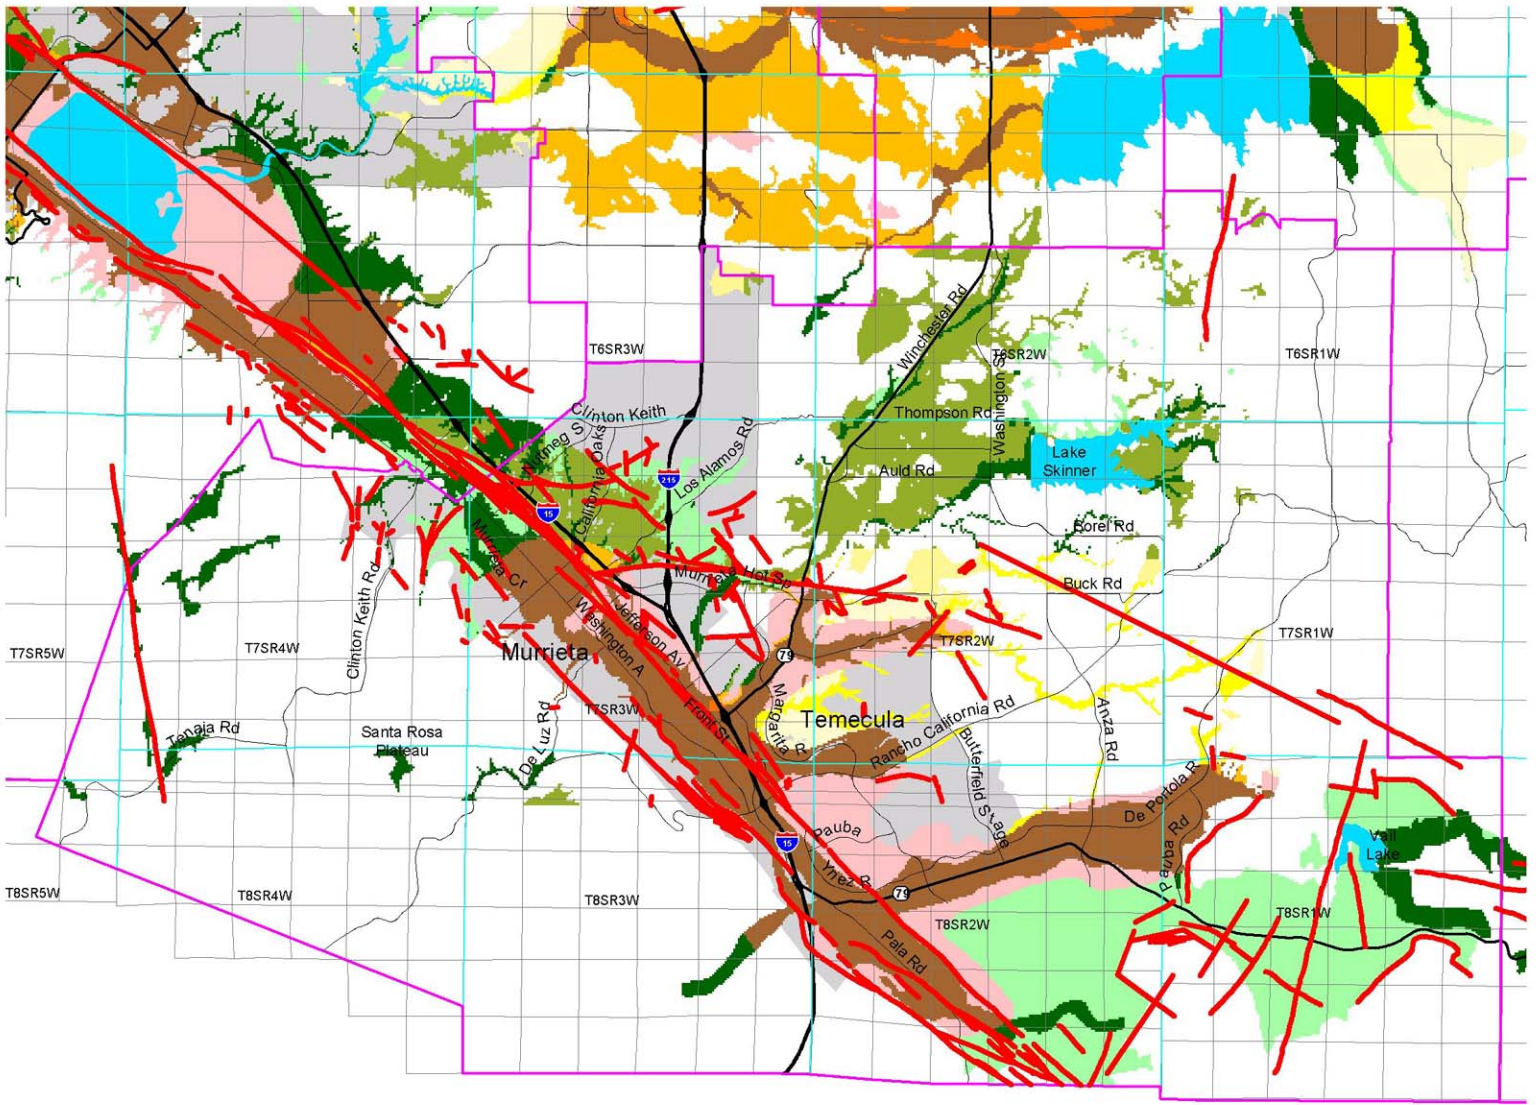 T6SR3W
T6SR2W
T6SR1W
Winchester Rd
Washington St
Clinton Keith
Thompson Rd
Nutmeg S
California Oaks
Los Alamos Rd
Auld Rd
Lake
Skinner
215
15
Borel Rd
Murrieta Cr
Murrieta Hot Sp
Buck Rd
Clinton Keith Rd
Jefferson Av
Washington A
T7SR5W
T7SR4W
Murrieta
79
T7SR2W
T7SR1W
T7SR3W
Front St
Margarita R
Temecula
Rancho California Rd
Anza Rd
Tenaja Rd
Santa Rosa
Plateau
De Luz Rd
Butterfield Stage
De Portola R
Pauba
15
Pauba Rd
Vail
Lake
Ynez R
79
T8SR5W
T8SR4W
T8SR3W
T8SR2W
T8SR1W
Pala Rd